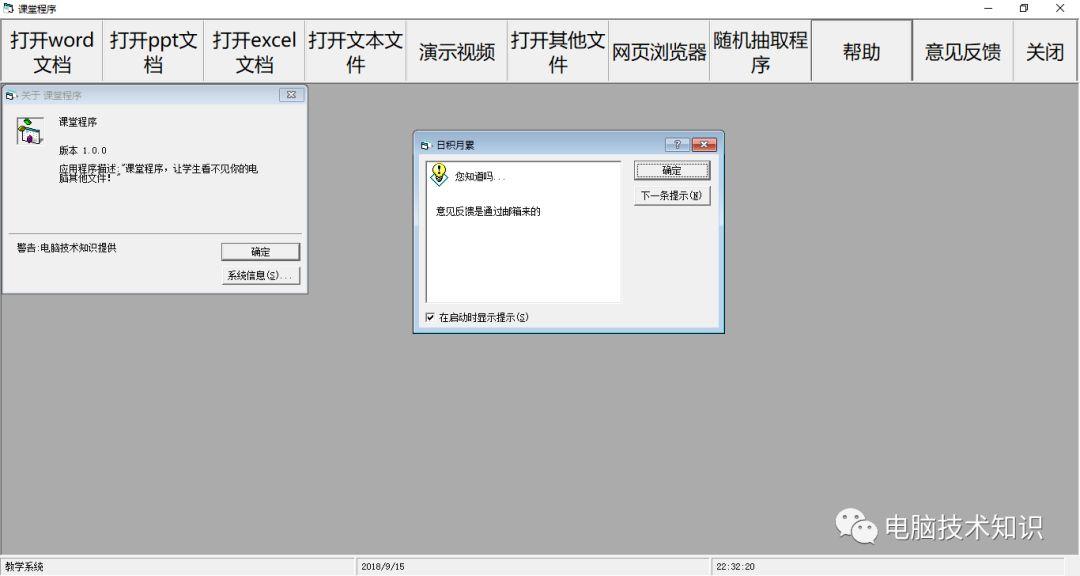 课堂程序
打开word
文档
打开ppt文
档
打开excel
文档
打开文本文
件
演示视频
打开其他文
件
网页浏览器
随机抽取程
序
帮助
意见反馈
关闭
关于 课堂程序
课堂程序
版本 1.0.0
应用程序描述:"课堂程序，让学生看不见你的电
脑其他文件！"
警告:电脑技术知识提供
确定
系统信息(S)...
日积月累
您知道吗...
意见反馈是通过邮箱来的
确定
下一条提示(N)
在启动时显示提示(S)
电脑技术知识
教学系统
2018/9/15
22:32:20